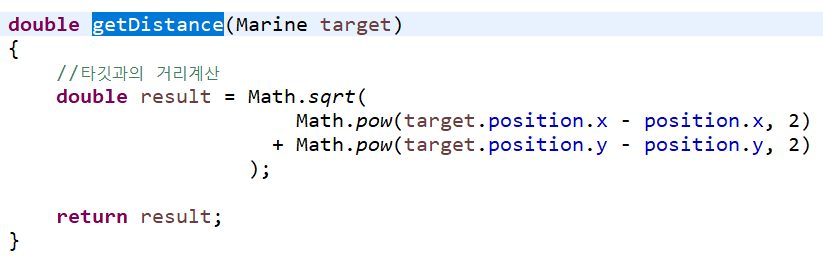 double getDistance(Marine target)
{
    //타깃과의 거리계산
    double result = Math.sqrt(
                        Math.pow(target.position.x - position.x, 2)
                      + Math.pow(target.position.y - position.y, 2)
                    );
    return result;
}